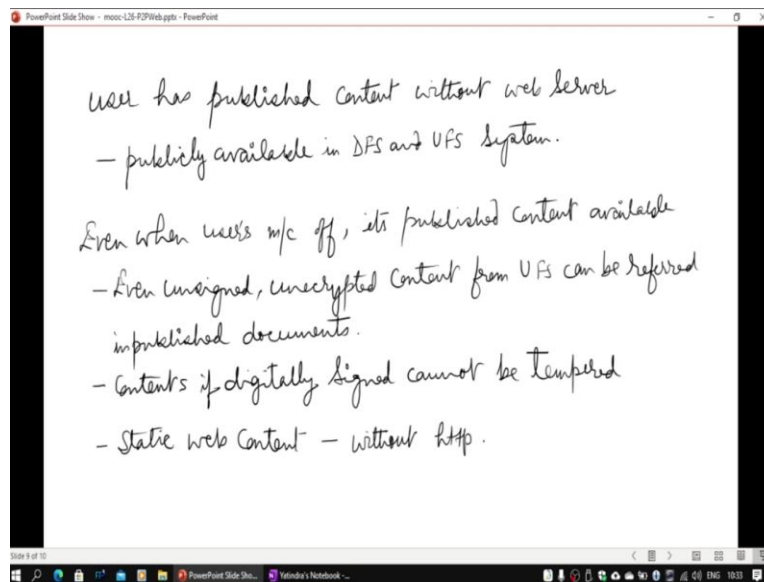 PowerPoint Slide Show - mooc-L26-P2PWeb.pptx - PowerPoint
user has published content without web server
- publicly available in DFS and UFS system.
Even when user's m/c off, its published content available
- Even unsigned, unecrypted content from UFS can be referred
in published documents.
- Contents if digitally signed cannot be tempered
- Static web content - without http.
Slide 9 of 10
PowerPoint Slide Sho... Yatindra's Notebook -... ENG 10:33